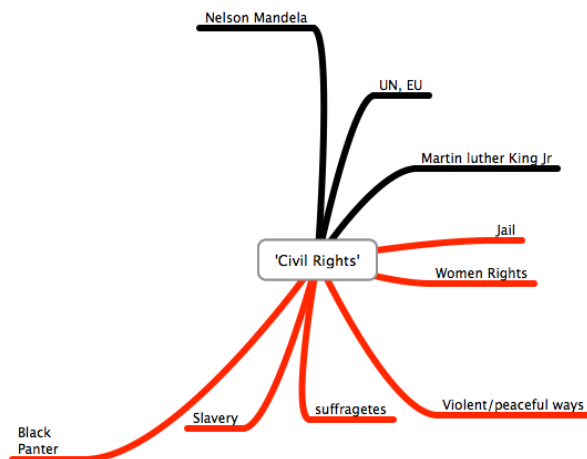 Nelson Mandela
UN, EU
Martin luther King Jr
Jail
'Civil Rights'
Women Rights
Violent/peaceful ways
suffragetes
Slavery
Black
Panter